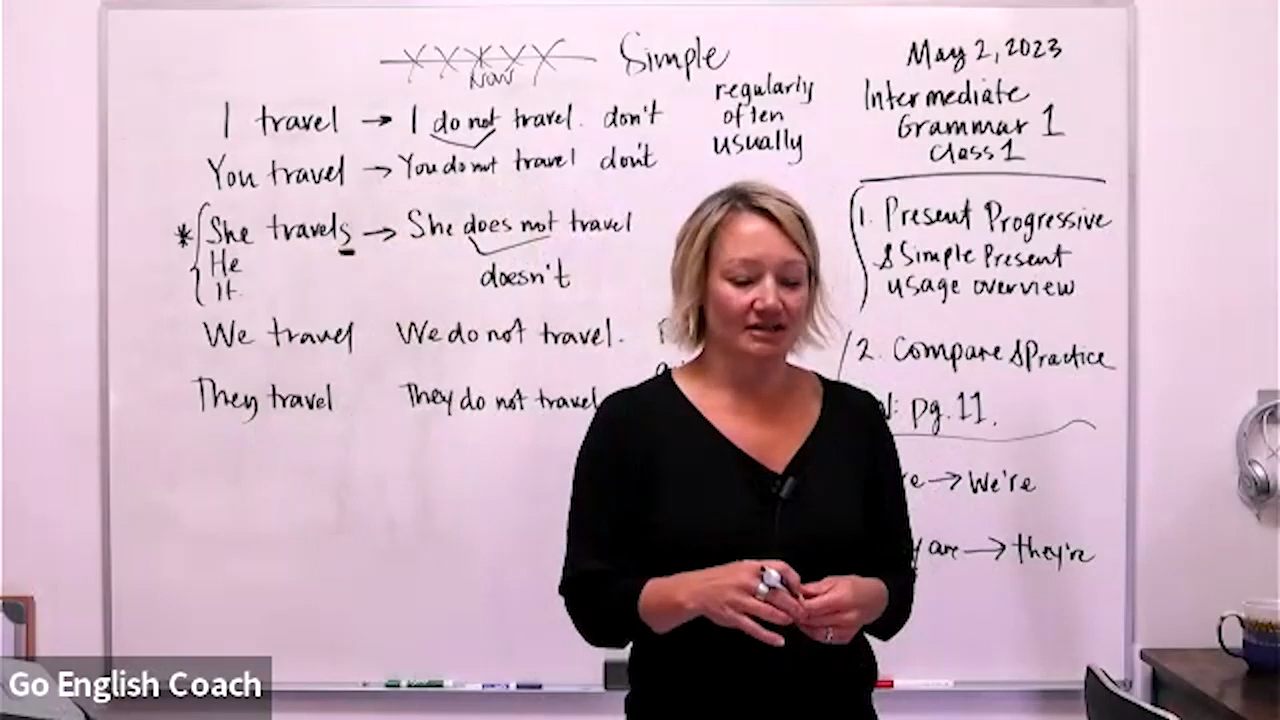 Simple
Now
I travel → I do not travel. don't
You travel → You do not travel don't
* She travels → She does not travel
He
It
doesn't
We travel We do not travel.
They travel They do not travel
regularly
often
usually
May 2, 2023
Intermediate
Grammar 1
Class 1
1. Present Progressive
& Simple Present
usage overview
2. Compare & Practice
pg. 11.
→ We're
are → they're
Go English Coach